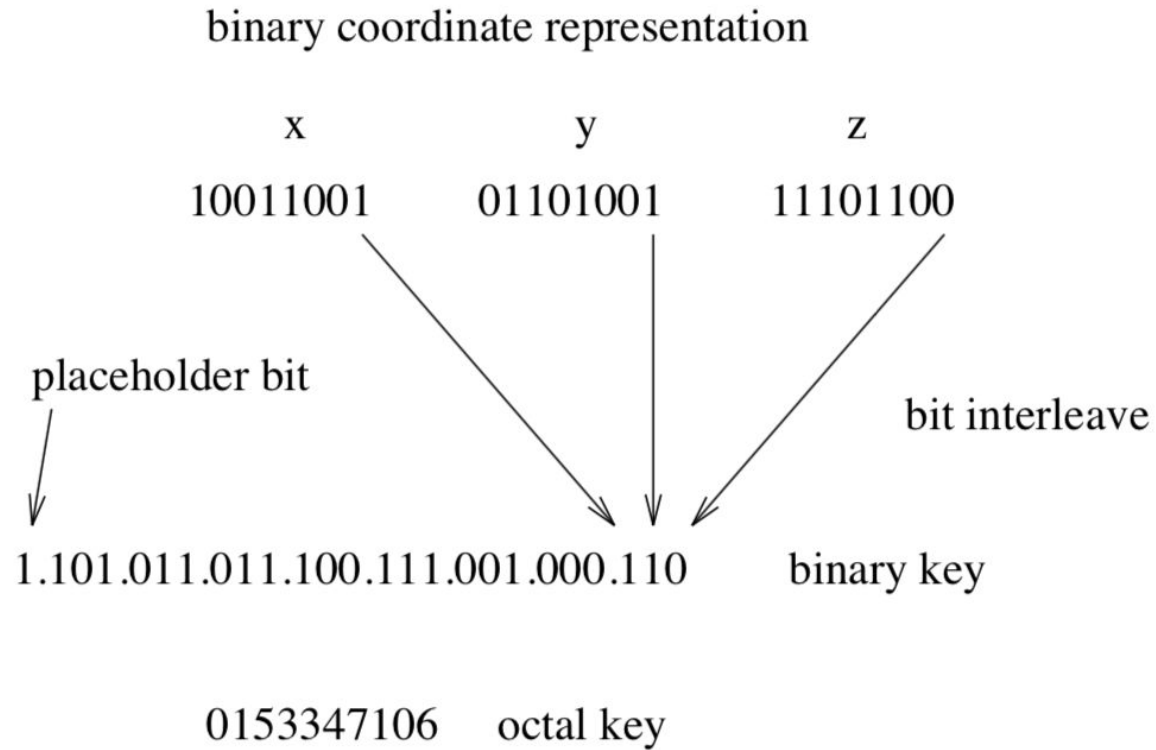 binary coordinate representation
x y z
10011001 01101001 11101100
placeholder bit
bit interleave
1.101.011.011.100.111.001.000.110 binary key
0153347106 octal key